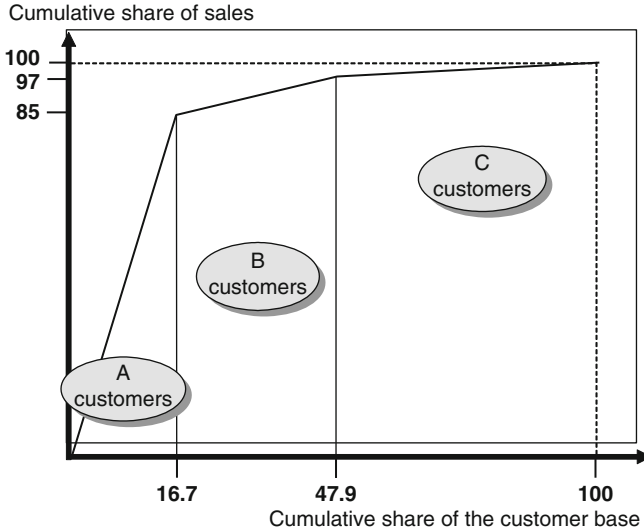 Cumulative share of sales
100
97
85
C
customers
B
customers
A
customers
16.7
47.9
100
Cumulative share of the customer base